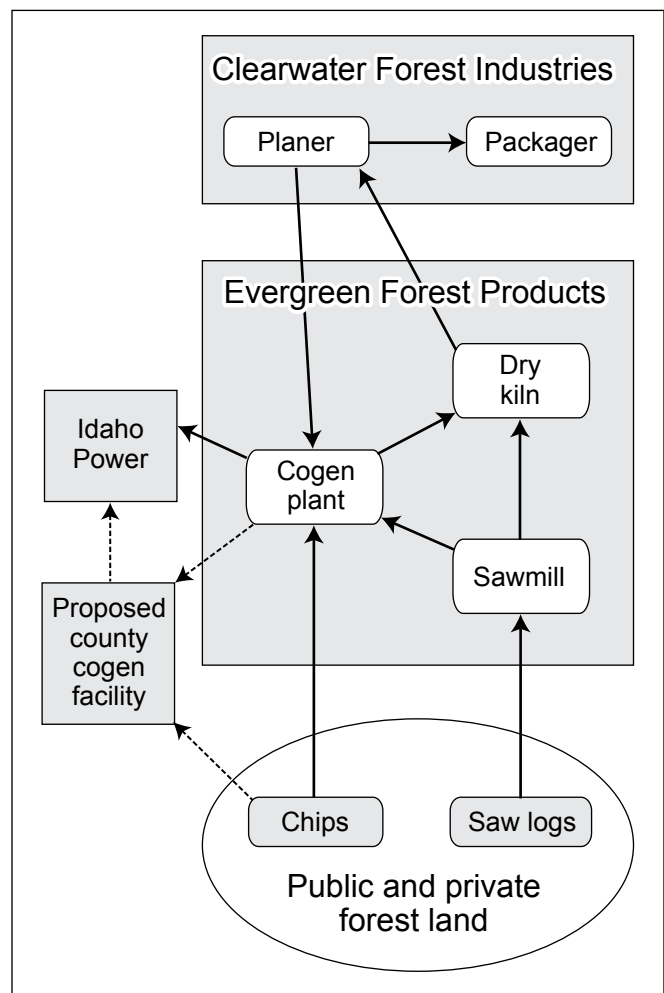 Clearwater Forest Industries
Planer
Packager
Evergreen Forest Products
Dry
kiln
Idaho
Power
Cogen
plant
Sawmill
Proposed
county
cogen
facility
Chips
Saw logs
Public and private
forest land